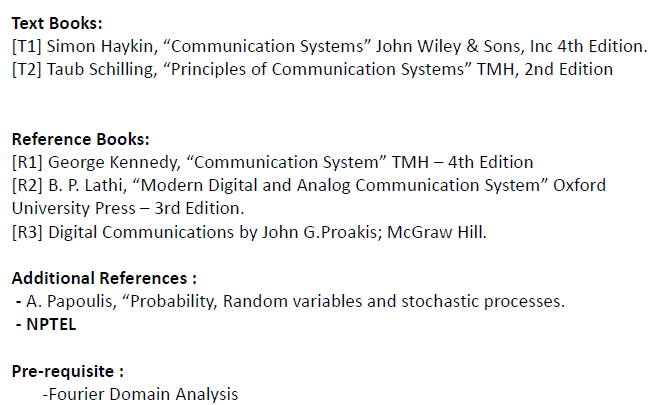 Text Books:
[T1] Simon Haykin, “Communication Systems” John Wiley & Sons, Inc 4th Edition.
[T2] Taub Schilling, “Principles of Communication Systems” TMH, 2nd Edition
Reference Books:
[R1] George Kennedy, “Communication System” TMH – 4th Edition
[R2] B. P. Lathi, “Modern Digital and Analog Communication System” Oxford
University Press – 3rd Edition.
[R3] Digital Communications by John G.Proakis; McGraw Hill.
Additional References :
- A. Papoulis, “Probability, Random variables and stochastic processes.
- NPTEL
Pre-requisite :
-Fourier Domain Analysis